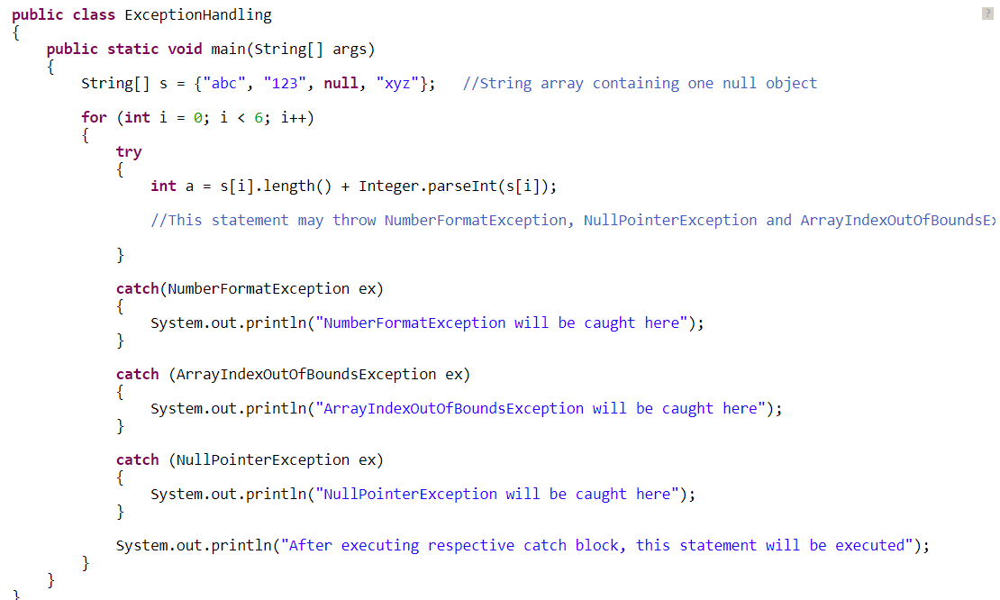 public class ExceptionHandling
{
    public static void main(String[] args)
    {
        String[] s = {"abc", "123", null, "xyz"};   //String array containing one null object
        for (int i = 0; i < 6; i++)
        {
            try
            {
                int a = s[i].length() + Integer.parseInt(s[i]);
                //This statement may throw NumberFormatException, NullPointerException and ArrayIndexOutOfBoundsEx
            }
            catch(NumberFormatException ex)
            {
                System.out.println("NumberFormatException will be caught here");
            }
            catch (ArrayIndexOutOfBoundsException ex)
            {
                System.out.println("ArrayIndexOutOfBoundsException will be caught here");
            }
            catch (NullPointerException ex)
            {
                System.out.println("NullPointerException will be caught here");
            }
            System.out.println("After executing respective catch block, this statement will be executed");
        }
    }
}
?